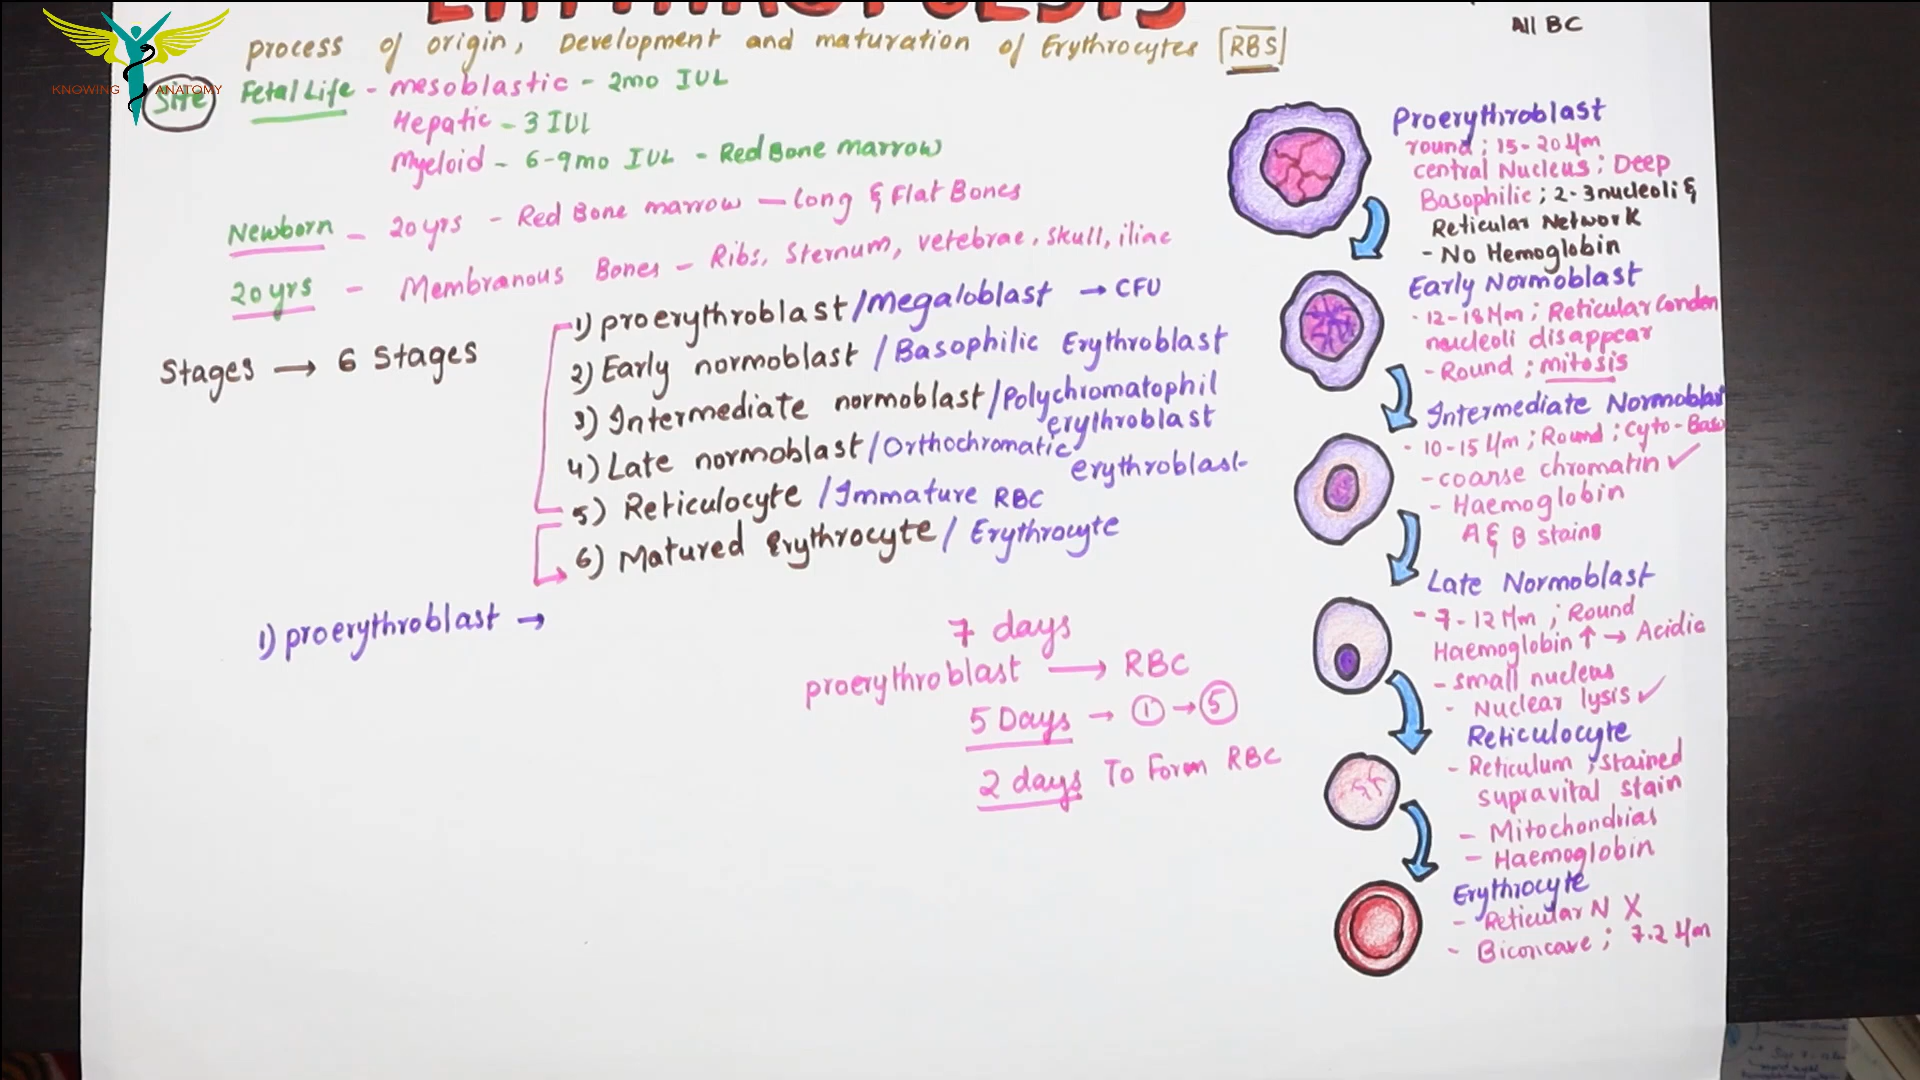 ERYTHROPOESIS
All BC
process of origin, Development and maturation of Erythrocytes [RBS]
KNOWING ANATOMY
Site Fetal Life - mesoblastic - 2mo IUL
Hepatic - 3 IUL
Myeloid - 6-9mo IUL - Red Bone marrow
Newborn - 20yrs - Red Bone marrow - Long & Flat Bones
20yrs - Membranous Bones - Ribs, Sternum, vetebrae, skull, iliac
Stages → 6 Stages
1) proerythroblast/megaloblast → CFU
2) Early normoblast / Basophilic Erythroblast
3) Intermediate normoblast/Polychromatophil
erythroblast
4) Late normoblast/Orthochromatic
erythroblast
5) Reticulocyte / Immature RBC
6) Matured Erythrocyte / Erythrocyte
1) proerythroblast →
7 days
proerythroblast → RBC
5 Days → 1 → 5
2 days To Form RBC
Proerythroblast
round; 15-20 Mm
central Nucleus; Deep
Basophilic; 2-3nucleoli &
Reticular Network
- No Hemoglobin
Early Normoblast
- 12-18 Mm; Reticular Conden
nucleoli disappear
- Round; mitosis
Intermediate Normoblast
- 10-15 Mm; Round; Cyto-Baso
- coarse chromatin ✓
- Haemoglobin
A & B stains
Late Normoblast
- 7-12 Mm; Round
Haemoglobin ↑ → Acidic
- small nucleus
- Nuclear lysis ✓
Reticulocyte
- Reticulum; stained
supravital stain
- Mitochondrias
- Haemoglobin
Erythrocyte
- Reticular N X
- Biconcave; 7.2 Mm